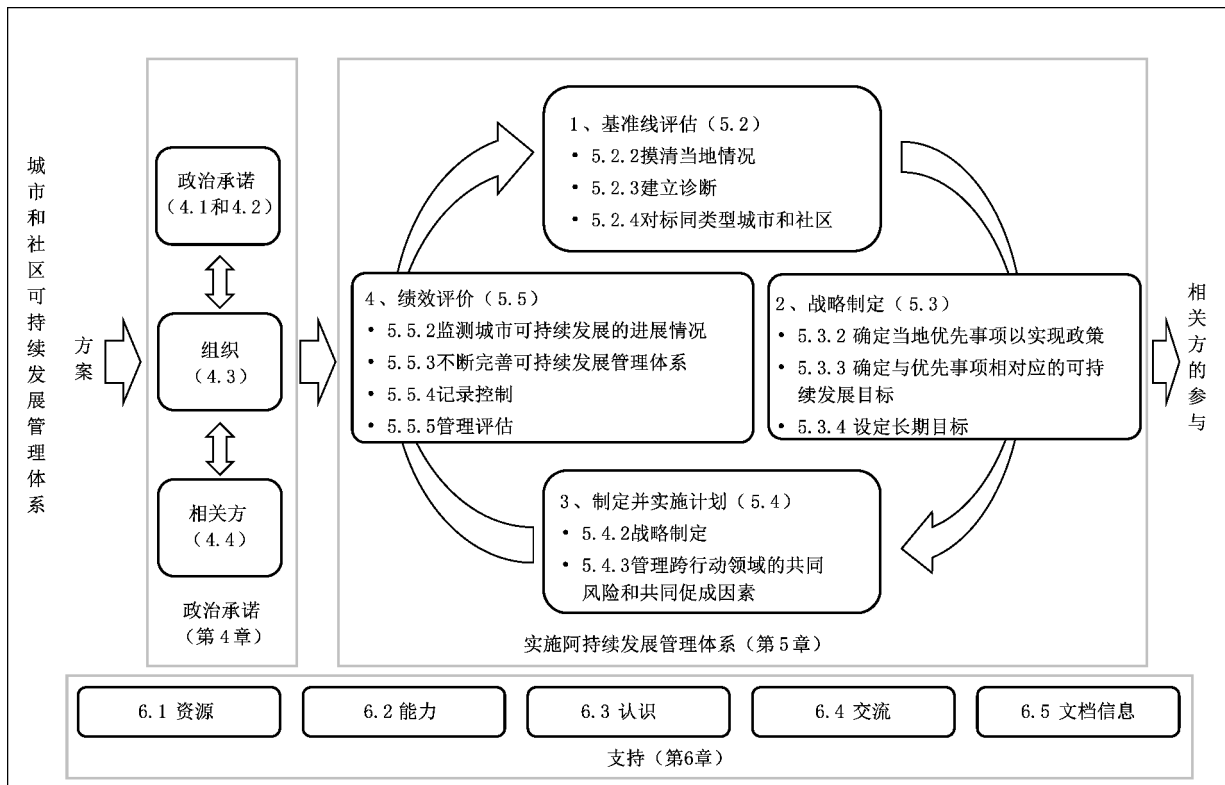 城市和社区可持续发展管理体系
方案
政治承诺
（4.1和4.2）
组织
（4.3）
相关方
（4.4）
政治承诺
（第4章）
1、基准线评估（5.2）
• 5.2.2摸清当地情况
• 5.2.3建立诊断
• 5.2.4对标同类型城市和社区
2、战略制定（5.3）
• 5.3.2 确定当地优先事项以实现政策
• 5.3.3 确定与优先事项相对应的可持
续发展目标
• 5.3.4 设定长期目标
3、制定并实施计划（5.4）
• 5.4.2战略制定
• 5.4.3管理跨行动领域的共同
风险和共同促成因素
4、绩效评价（5.5）
• 5.5.2监测城市可持续发展的进展情况
• 5.5.3不断完善可持续发展管理体系
• 5.5.4记录控制
• 5.5.5管理评估
实施阿持续发展管理体系（第5章）
相关方的参与
6.1 资源
6.2 能力
6.3 认识
6.4 交流
6.5 文档信息
支持（第6章）